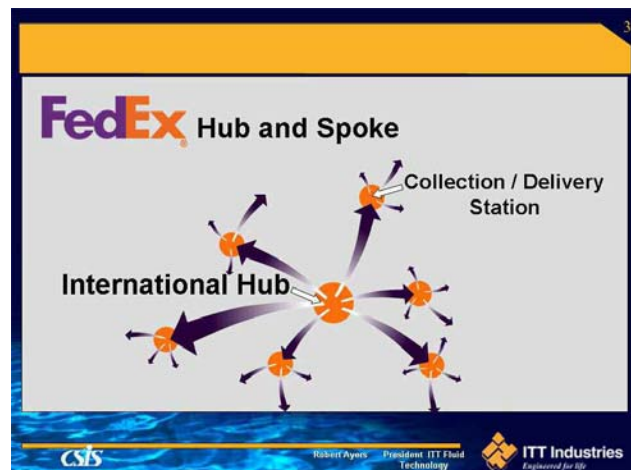 3
FedEx® Hub and Spoke
Collection / Delivery
Station
International Hub
CSIS
Robert Ayers President ITT Fluid
Technology
ITT Industries
Engineered for life